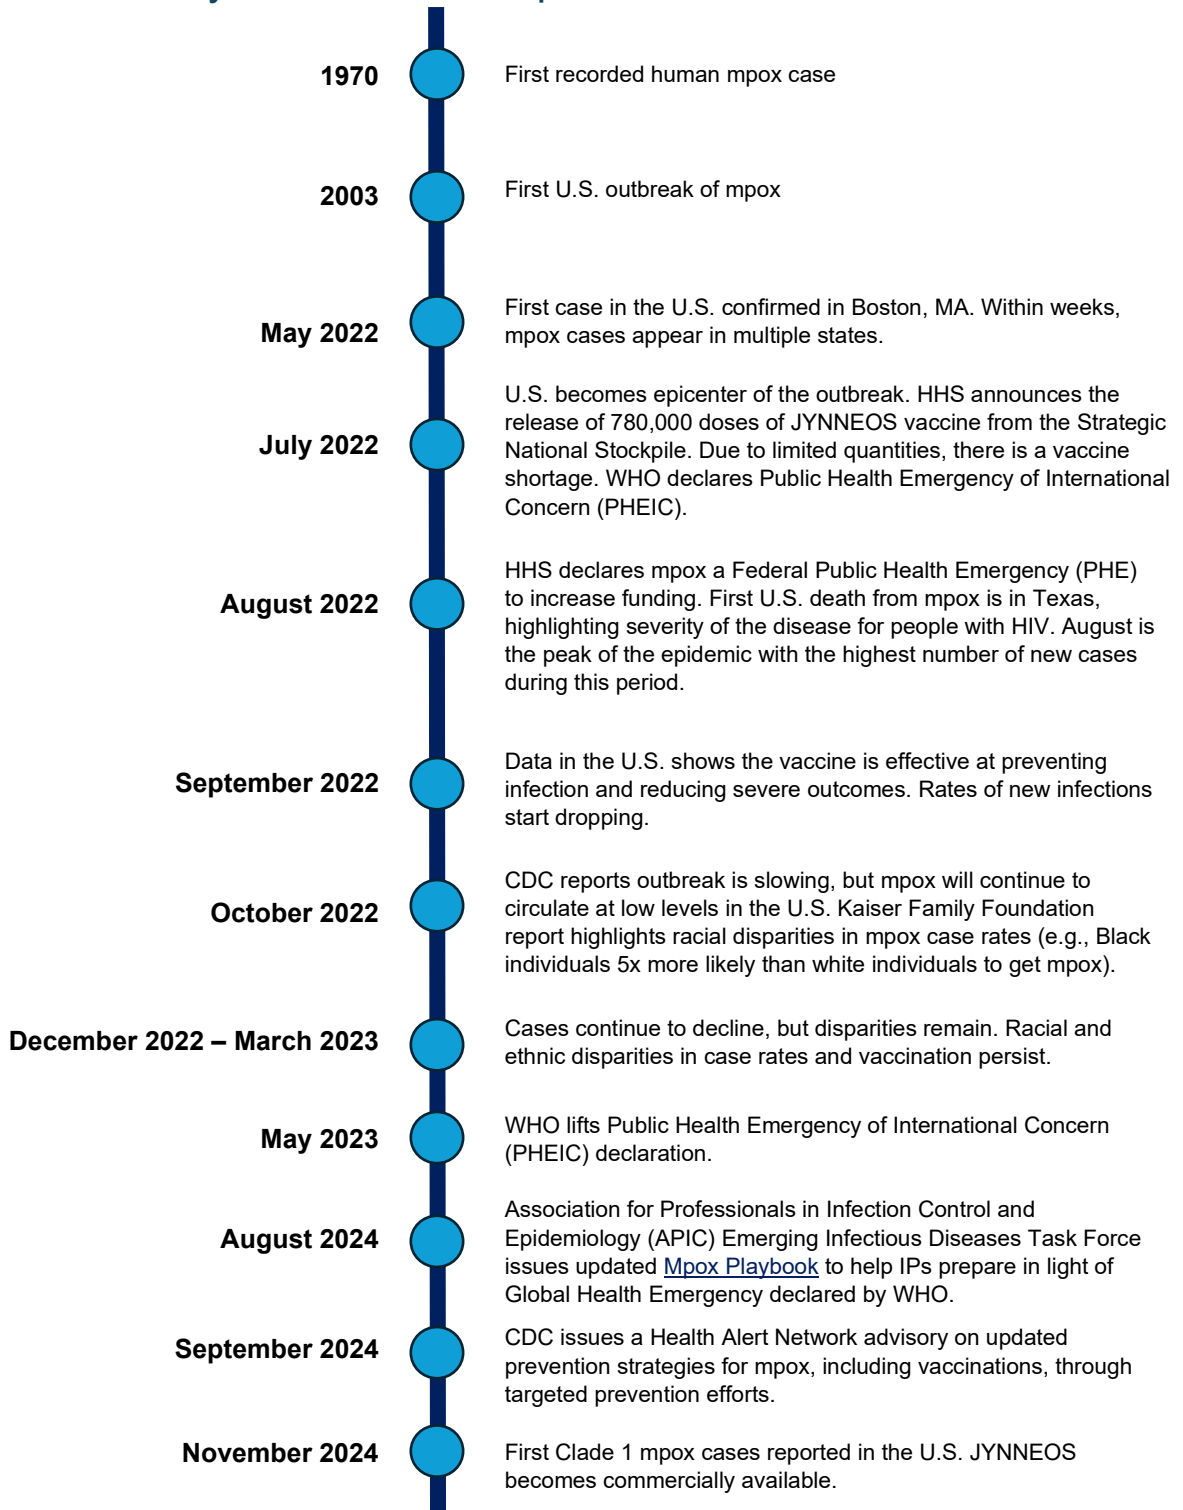 1970
First recorded human mpox case
2003
First U.S. outbreak of mpox
May 2022
First case in the U.S. confirmed in Boston, MA. Within weeks,
mpox cases appear in multiple states.
July 2022
U.S. becomes epicenter of the outbreak. HHS announces the
release of 780,000 doses of JYNNEOS vaccine from the Strategic
National Stockpile. Due to limited quantities, there is a vaccine
shortage. WHO declares Public Health Emergency of International
Concern (PHEIC).
August 2022
HHS declares mpox a Federal Public Health Emergency (PHE)
to increase funding. First U.S. death from mpox is in Texas,
highlighting severity of the disease for people with HIV. August is
the peak of the epidemic with the highest number of new cases
during this period.
September 2022
Data in the U.S. shows the vaccine is effective at preventing
infection and reducing severe outcomes. Rates of new infections
start dropping.
October 2022
CDC reports outbreak is slowing, but mpox will continue to
circulate at low levels in the U.S. Kaiser Family Foundation
report highlights racial disparities in mpox case rates (e.g., Black
individuals 5x more likely than white individuals to get mpox).
December 2022 – March 2023
Cases continue to decline, but disparities remain. Racial and
ethnic disparities in case rates and vaccination persist.
May 2023
WHO lifts Public Health Emergency of International Concern
(PHEIC) declaration.
August 2024
Association for Professionals in Infection Control and
Epidemiology (APIC) Emerging Infectious Diseases Task Force
issues updated Mpox Playbook to help IPs prepare in light of
Global Health Emergency declared by WHO.
September 2024
CDC issues a Health Alert Network advisory on updated
prevention strategies for mpox, including vaccinations, through
targeted prevention efforts.
November 2024
First Clade 1 mpox cases reported in the U.S. JYNNEOS
becomes commercially available.